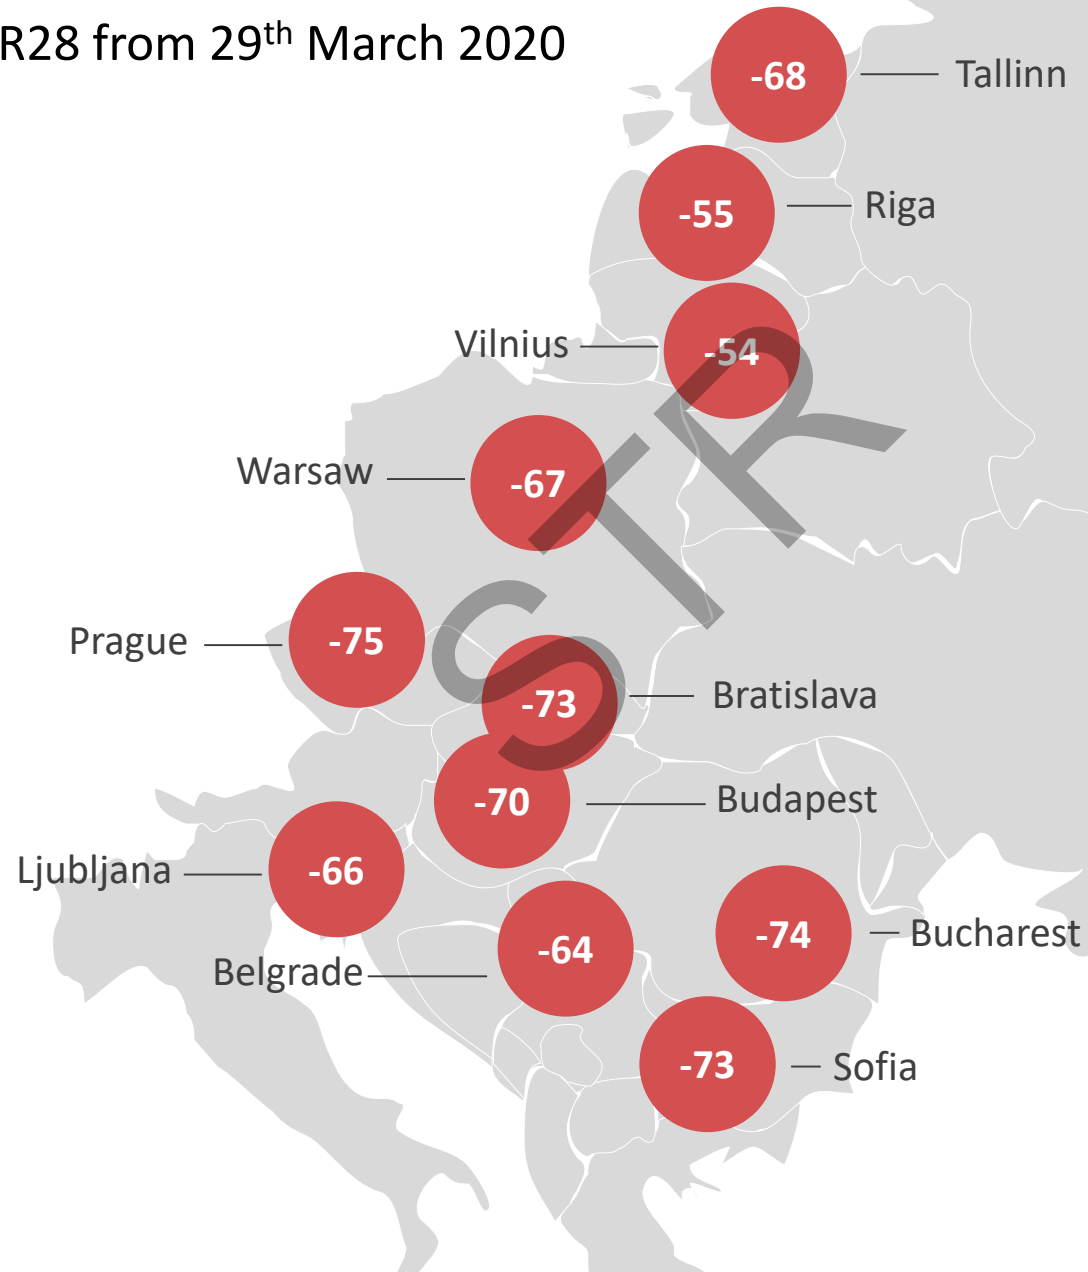 R28 from 29th March 2020
-68 Tallinn
-55 Riga
Vilnius -54
Warsaw -67
Prague -75
-73 Bratislava
-70 Budapest
Ljubljana -66
-74 Bucharest
Belgrade -64
-73 Sofia
STR